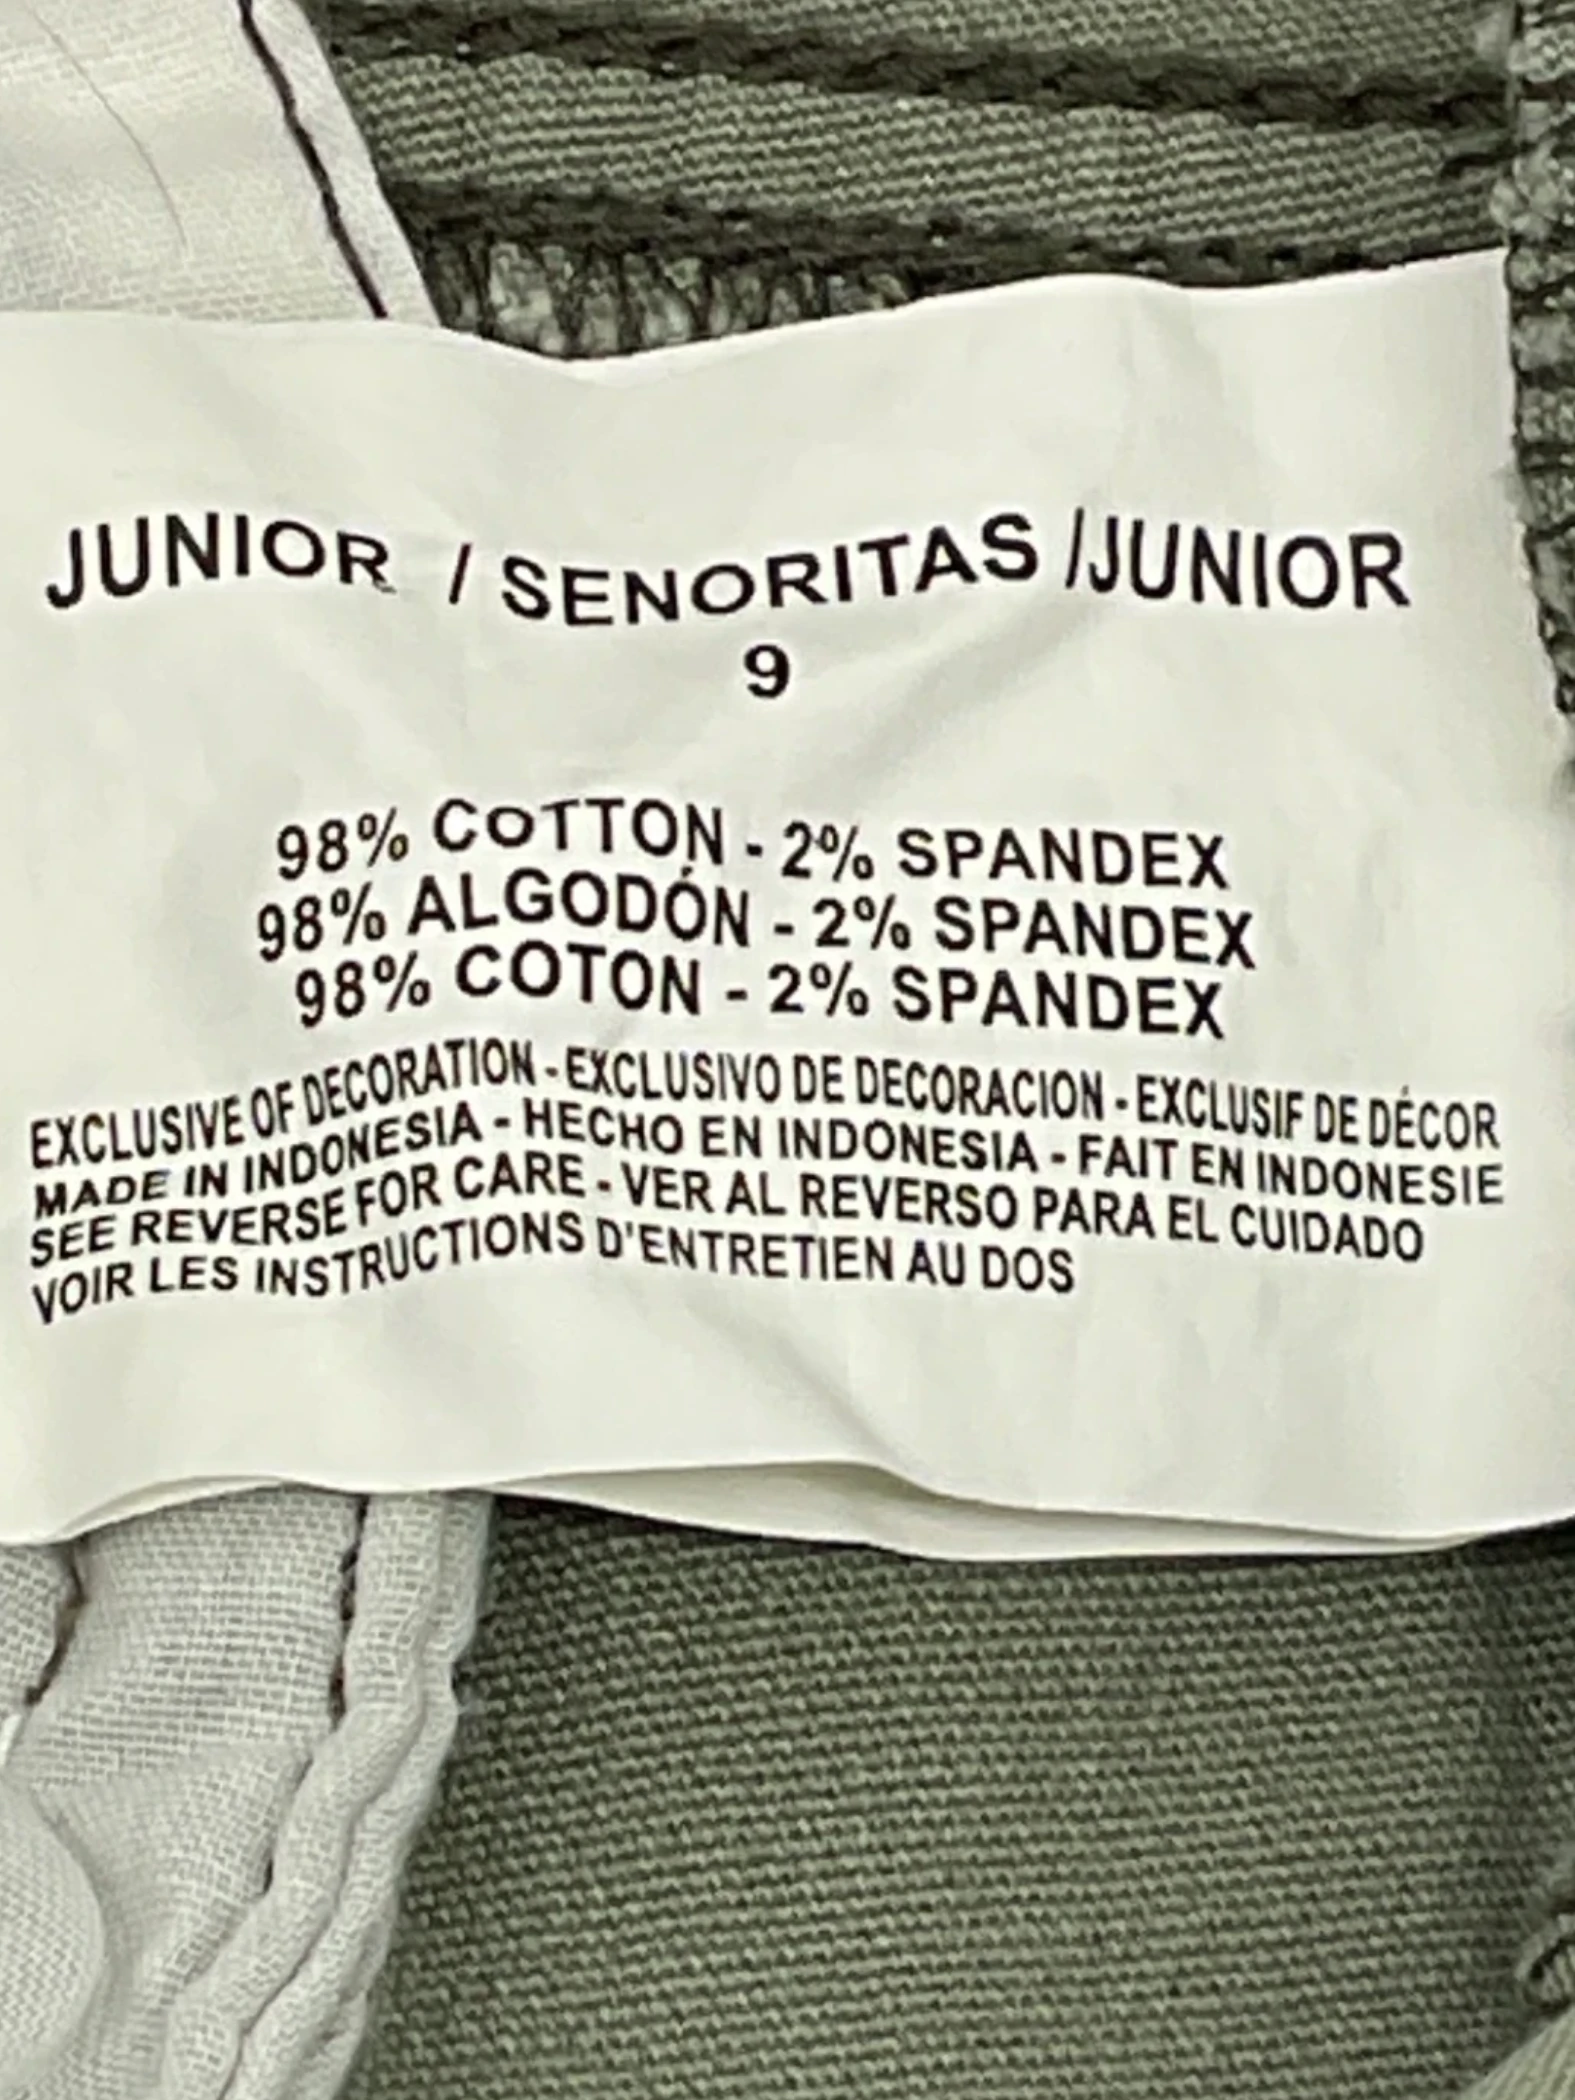 JUNIOR / SENORITAS /JUNIOR
9
98% COTTON - 2% SPANDEX
98% ALGODÓN - 2% SPANDEX
98% COTON - 2% SPANDEX
EXCLUSIVE OF DECORATION - EXCLUSIVO DE DECORACION - EXCLUSIF DE DÉCOR
MADE IN INDONESIA - HECHO EN INDONESIA - FAIT EN INDONESIE
SEE REVERSE FOR CARE - VER AL REVERSO PARA EL CUIDADO
VOIR LES INSTRUCTIONS D'ENTRETIEN AU DOS